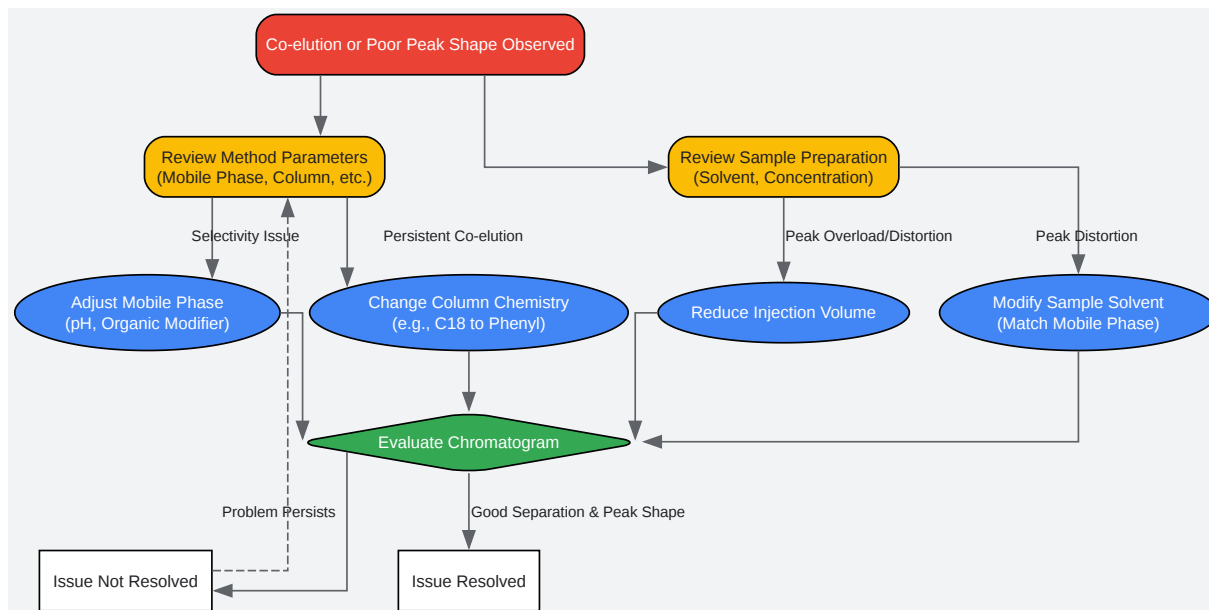 Co-elution or Poor Peak Shape Observed
Review Method Parameters
(Mobile Phase, Column, etc.)
Review Sample Preparation
(Solvent, Concentration)
Selectivity Issue
Persistent Co-elution
Peak Overload/Distortion
Peak Distortion
Adjust Mobile Phase
(pH, Organic Modifier)
Change Column Chemistry
(e.g., C18 to Phenyl)
Reduce Injection Volume
Modify Sample Solvent
(Match Mobile Phase)
Evaluate Chromatogram
Problem Persists
Good Separation & Peak Shape
Issue Not Resolved
Issue Resolved